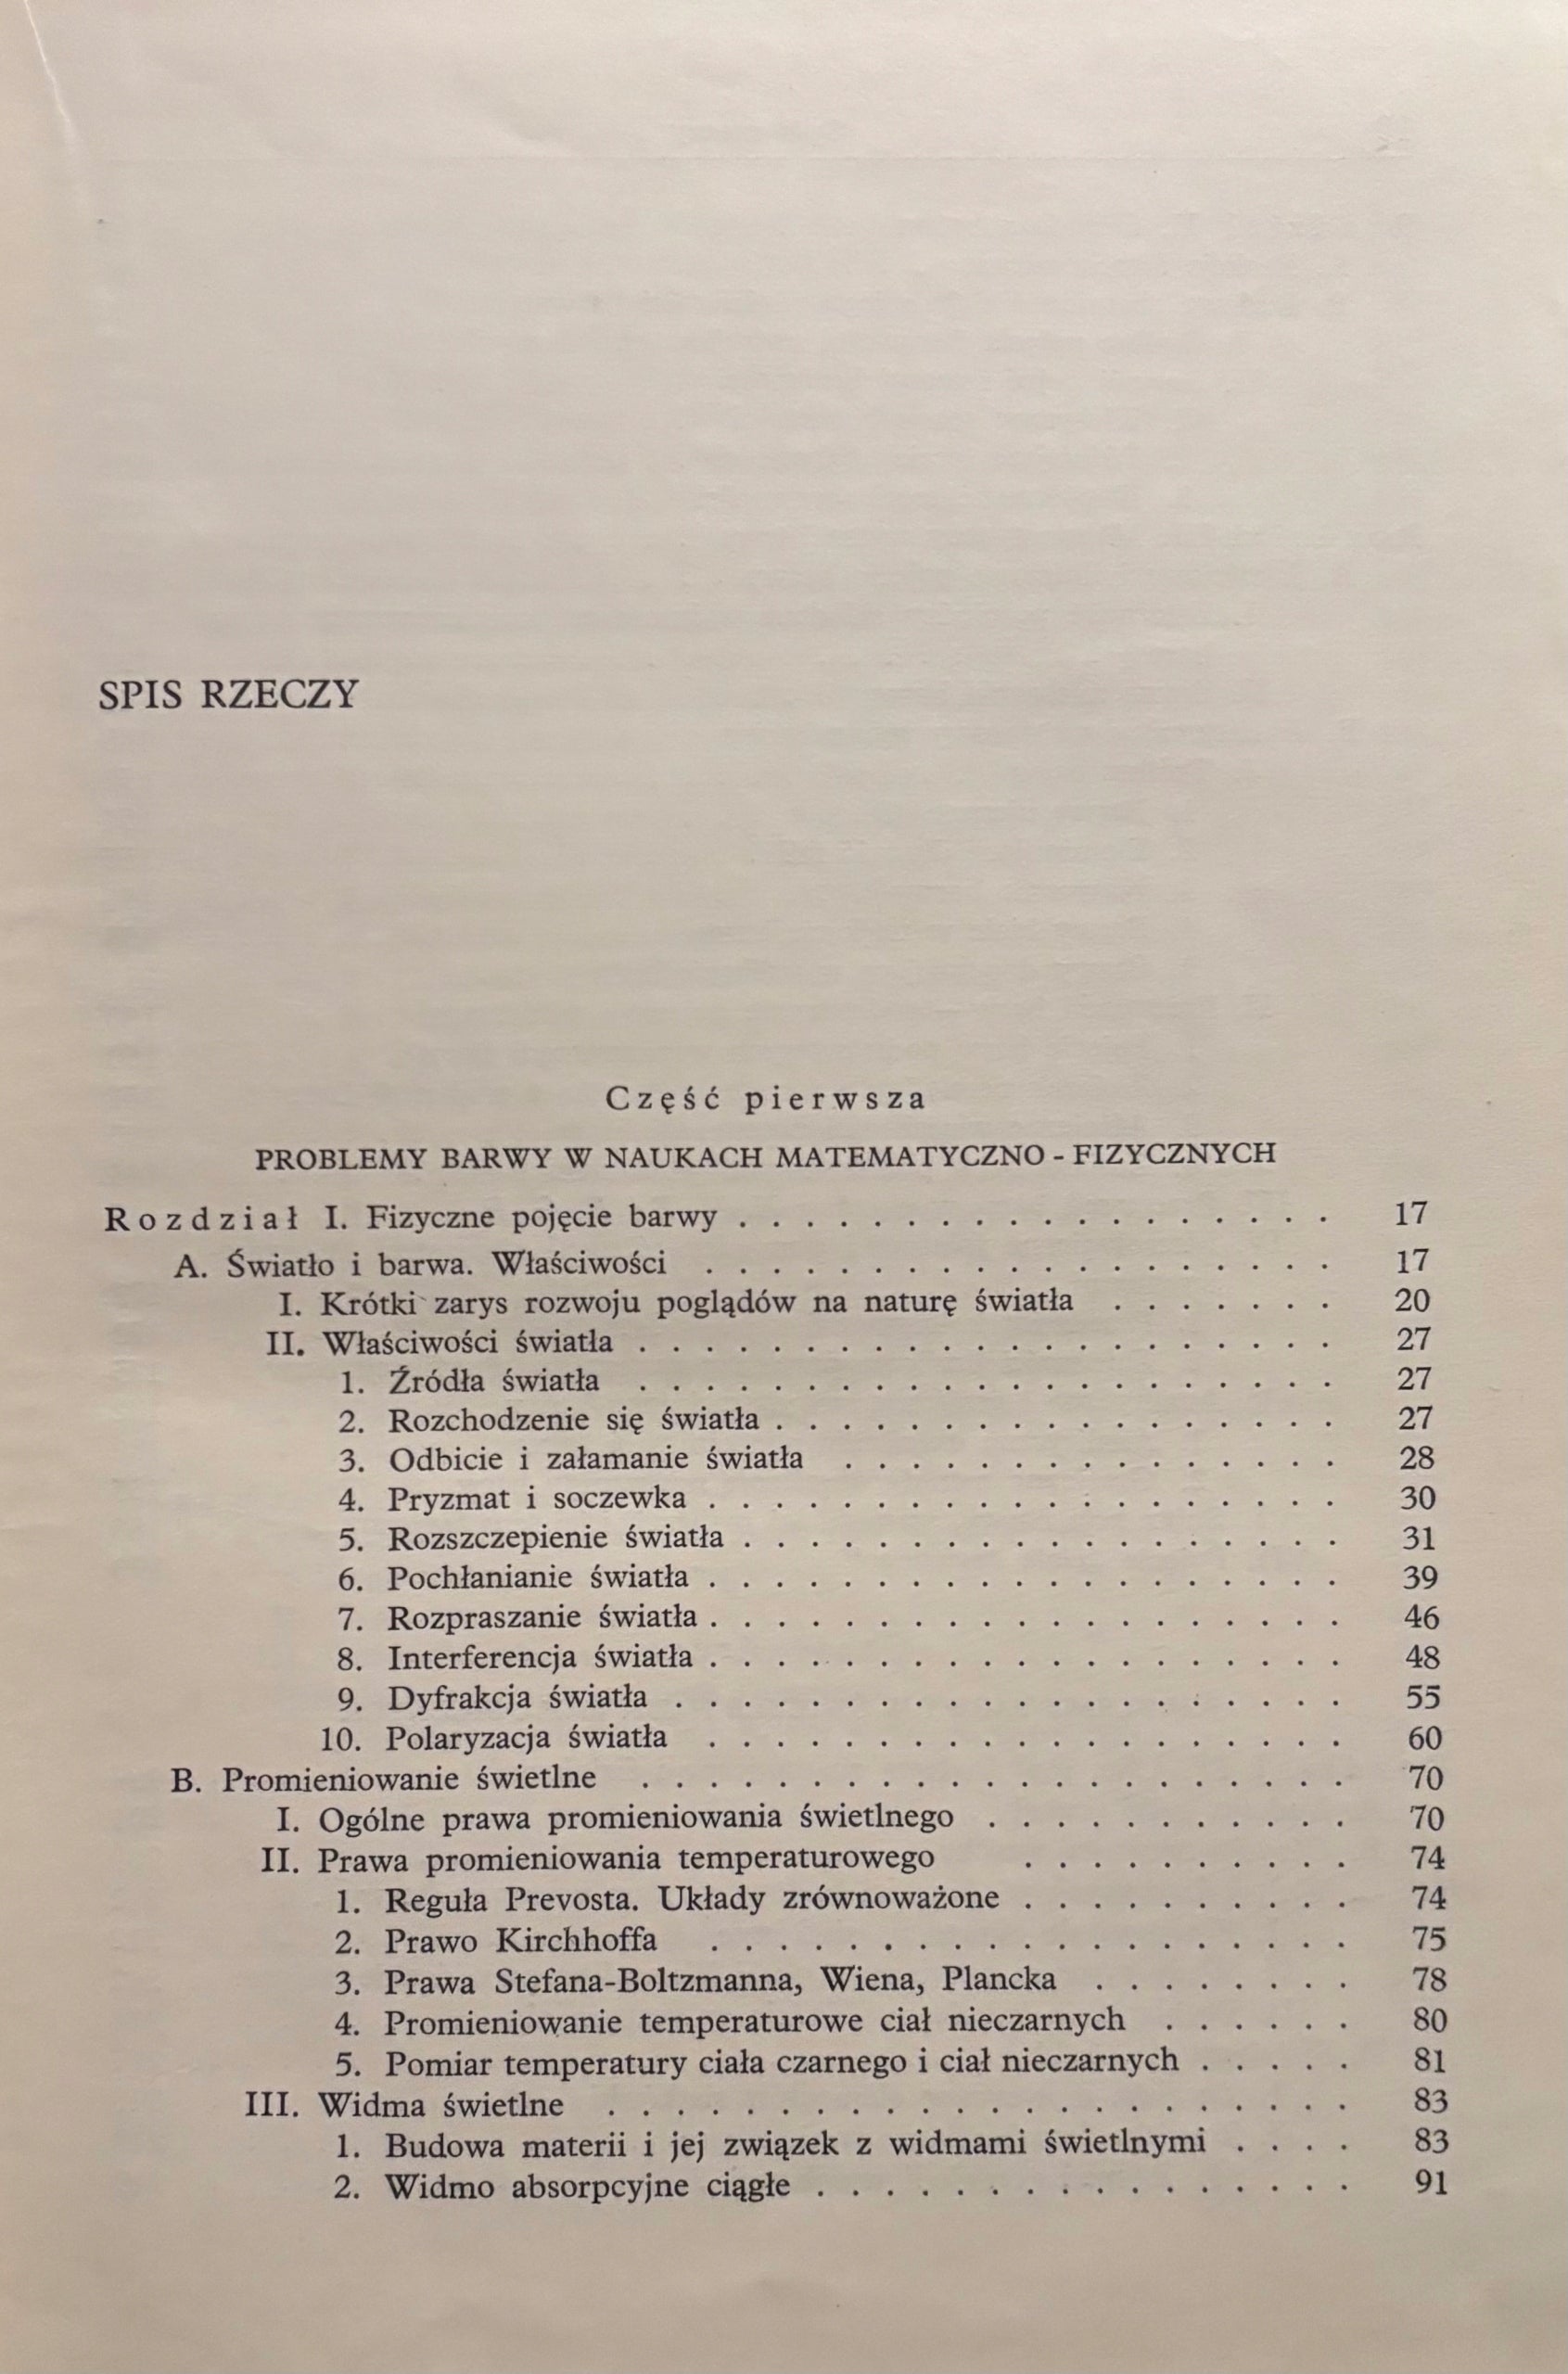 SPIS RZECZY
Część pierwsza
PROBLEMY BARWY W NAUKACH MATEMATYCZNO - FIZYCZNYCH
Rozdział I. Fizyczne pojęcie barwy . . . . . . . . . . . . . . . . . . 17
A. Światło i barwa. Właściwości . . . . . . . . . . . . . . . . . . . 17
I. Krótki zarys rozwoju poglądów na naturę światła . . . . . . . 20
II. Właściwości światla . . . . . . . . . . . . . . . . . . . . . 27
1. Źródła światła . . . . . . . . . . . . . . . . . . . . . 27
2. Rozchodzenie się światła . . . . . . . . . . . . . . . . . 27
3. Odbicie i załamanie światła . . . . . . . . . . . . . . . 28
4. Pryzmat i soczewka . . . . . . . . . . . . . . . . . . . 30
5. Rozszczepienie światła . . . . . . . . . . . . . . . . . . 31
6. Pochłanianie światła . . . . . . . . . . . . . . . . . . . 39
7. Rozpraszanie światła . . . . . . . . . . . . . . . . . . . 46
8. Interferencja światła . . . . . . . . . . . . . . . . . . . 48
9. Dyfrakcja światła . . . . . . . . . . . . . . . . . . . . 55
10. Polaryzacja światła . . . . . . . . . . . . . . . . . . . 60
B. Promieniowanie świetlne . . . . . . . . . . . . . . . . . . . . . 70
I. Ogólne prawa promieniowania świetlnego . . . . . . . . . . . 70
II. Prawa promieniowania temperaturowego . . . . . . . . . . 74
1. Reguła Prevosta. Układy zrównoważone . . . . . . . . . . 74
2. Prawo Kirchhoffa . . . . . . . . . . . . . . . . . . . 75
3. Prawa Stefana-Boltzmanna, Wiena, Plancka . . . . . . . . 78
4. Promieniowanie temperaturowe ciał nieczarnych . . . . . . 80
5. Pomiar temperatury ciała czarnego i ciał nieczarnych . . . . . 81
III. Widma świetlne . . . . . . . . . . . . . . . . . . . . . . 83
1. Budowa materii i jej związek z widmami świetlnymi . . . . 83
2. Widmo absorpcyjne ciągłe . . . . . . . . . . . . . . . . 91